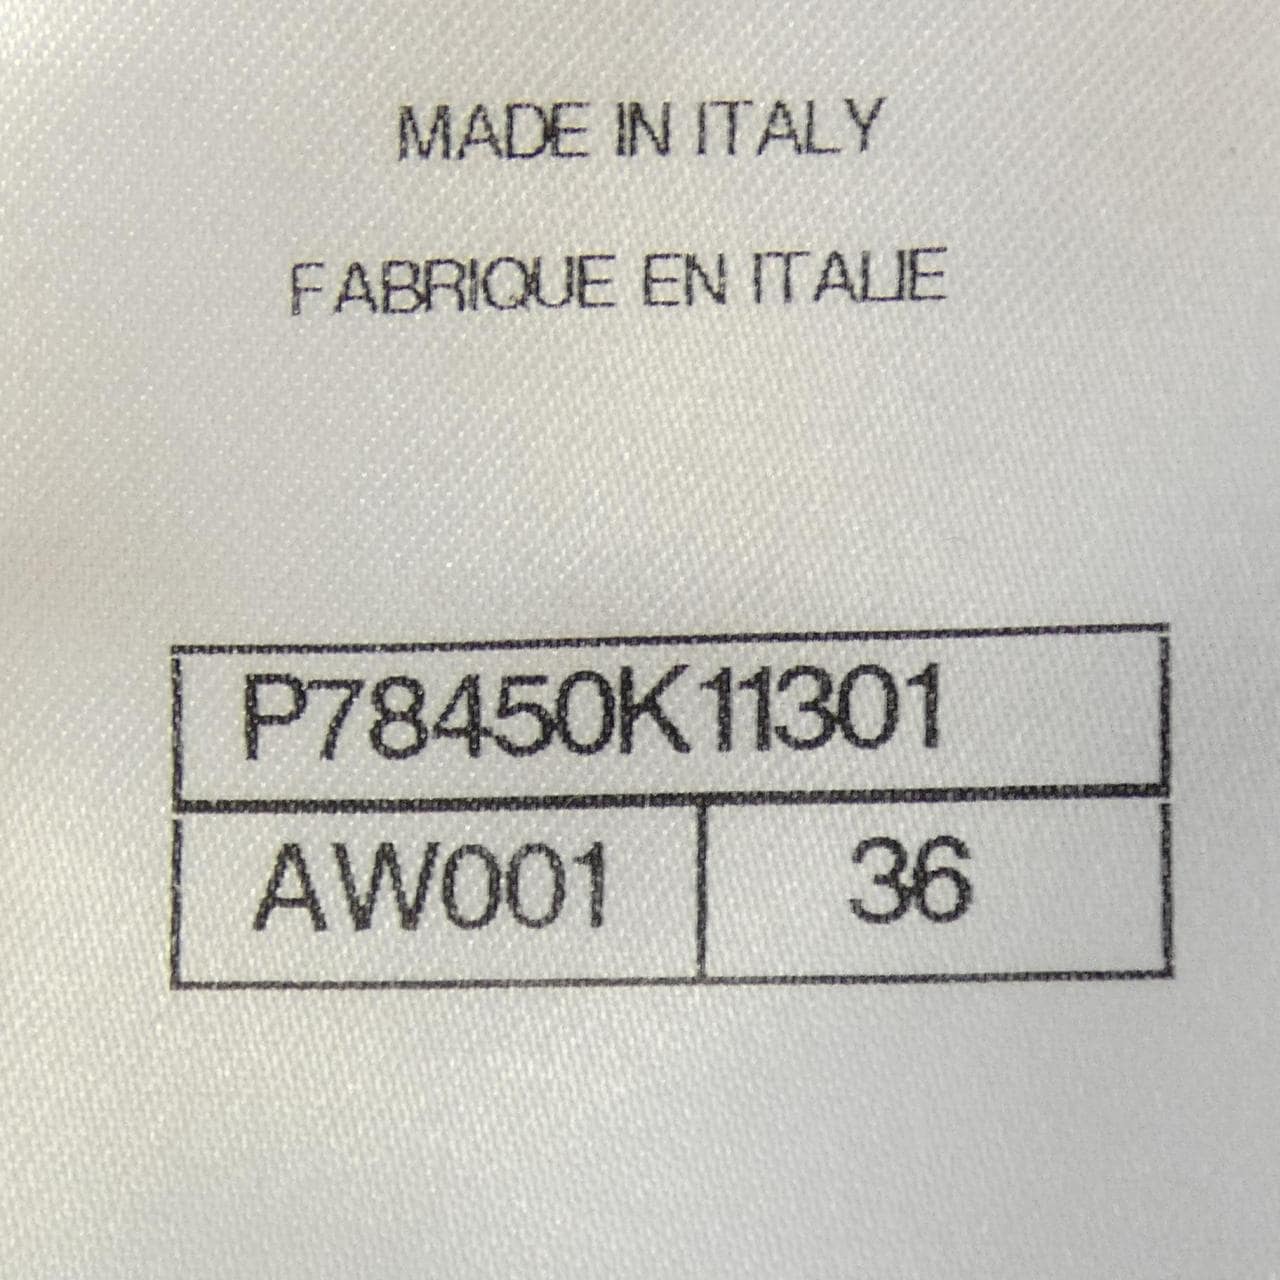 MADE IN ITALY
FABRIQUE EN ITALIE
P78450K11301
AW001 36